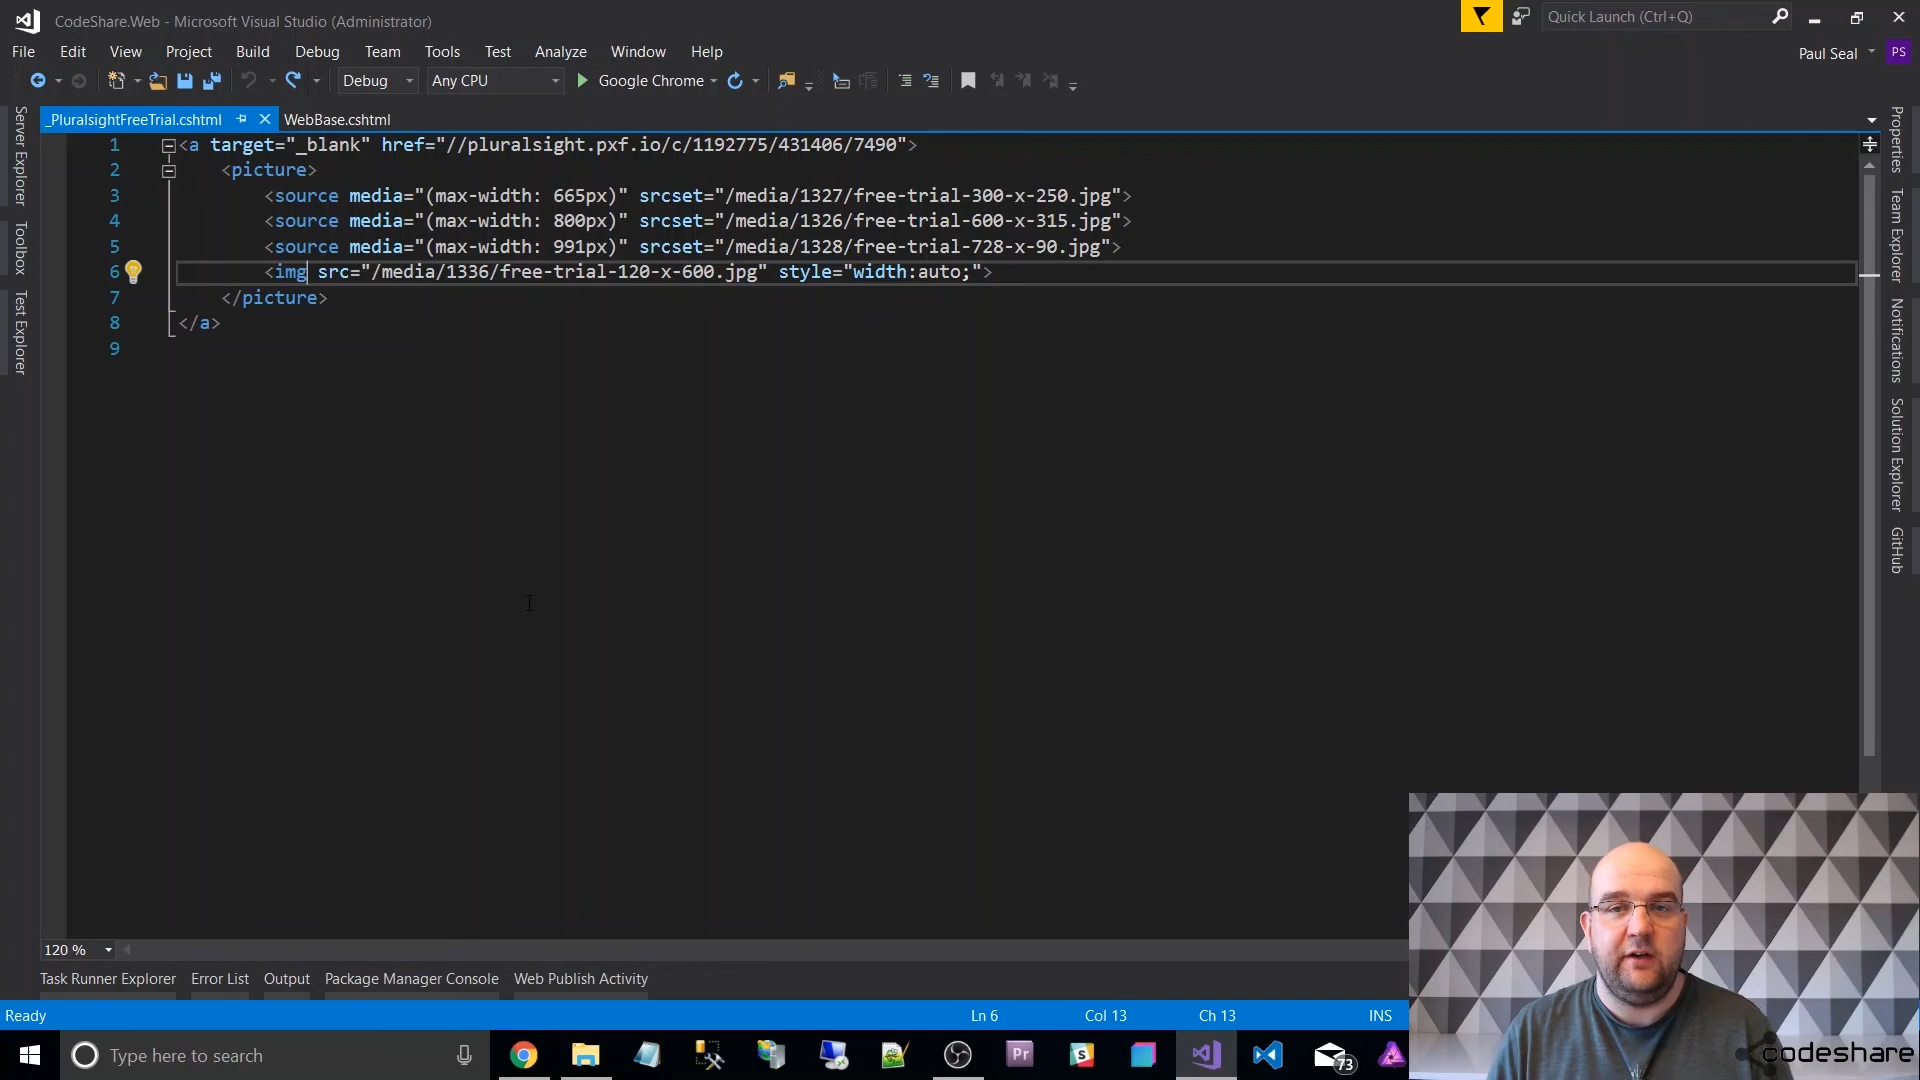 CodeShare.Web - Microsoft Visual Studio (Administrator)
Quick Launch (Ctrl+Q)
File Edit View Project Build Debug Team Tools Test Analyze Window Help
Paul Seal PS
Debug Any CPU Google Chrome
_PluralsightFreeTrial.cshtml WebBase.cshtml
Server Explorer
Toolbox
Test Explorer
1 <a target="_blank" href="//pluralsight.pxf.io/c/1192775/431406/7490">
2 <picture>
3 <source media="(max-width: 665px)" srcset="/media/1327/free-trial-300-x-250.jpg">
4 <source media="(max-width: 800px)" srcset="/media/1326/free-trial-600-x-315.jpg">
5 <source media="(max-width: 991px)" srcset="/media/1328/free-trial-728-x-90.jpg">
6 <img src="/media/1336/free-trial-120-x-600.jpg" style="width:auto;">
7 </picture>
8 </a>
9
Properties
Team Explorer
Notifications
Solution Explorer
GitHub
120 %
Task Runner Explorer Error List Output Package Manager Console Web Publish Activity
Ready Ln 6 Col 13 Ch 13 INS
Type here to search
Pr
S
73
codeshare